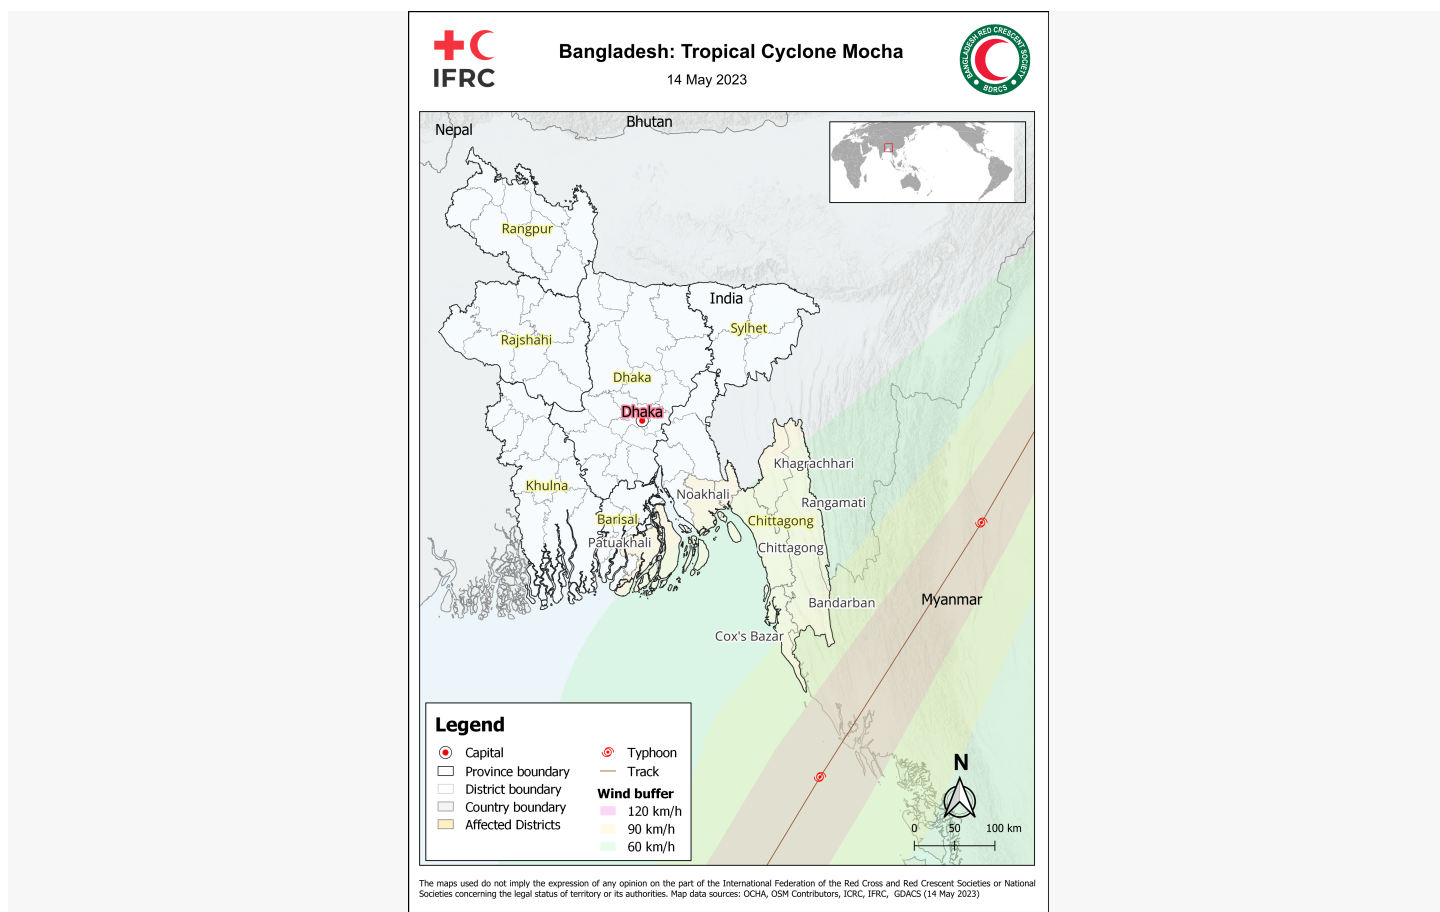 IFRC
Bangladesh: Tropical Cyclone Mocha
14 May 2023
BANGLADESH RED CRESCENT SOCIETY
BDRCS
Nepal
Bhutan
Rangpur
India
Sylhet
Rajshahi
Dhaka
Dhaka
Khagrachhari
Khulna
Noakhali
Rangamati
Barisal
Chittagong
Patuakhali
Chittagong
Bandarban
Myanmar
Cox's Bazar
Legend
Capital
Province boundary
District boundary
Country boundary
Affected Districts
Typhoon
Track
Wind buffer
120 km/h
90 km/h
60 km/h
N
0 50 100 km
The maps used do not imply the expression of any opinion on the part of the International Federation of the Red Cross and Red Crescent Societies or National
Societies concerning the legal status of territory or its authorities. Map data sources: OCHA, OSM Contributors, ICRC, IFRC, GDACS (14 May 2023)